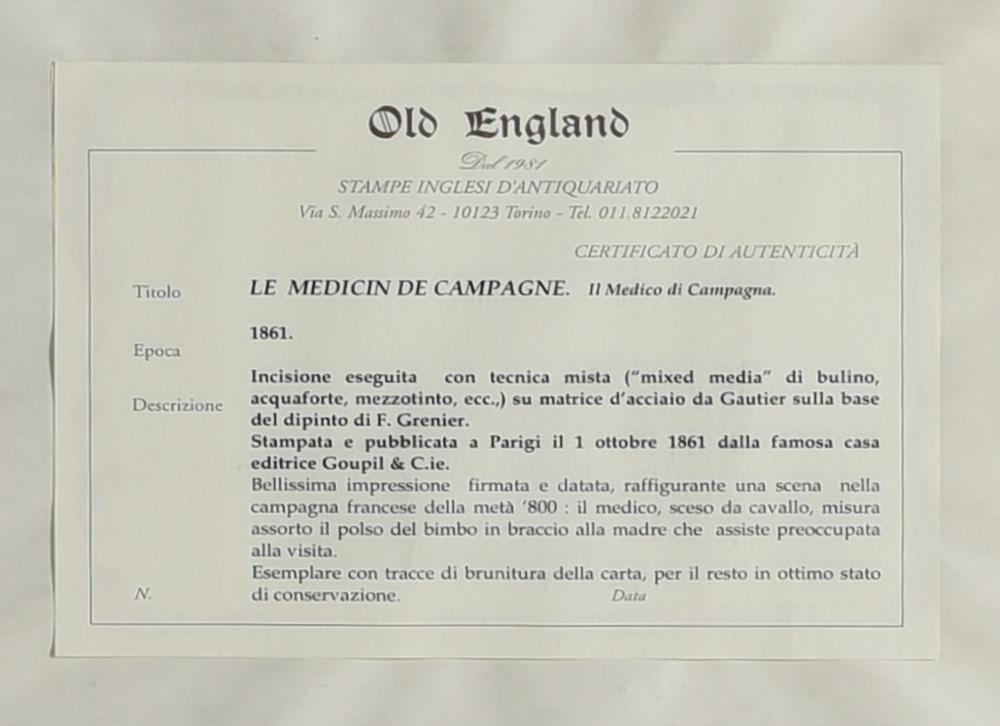 Old England
Dal 1981
STAMPE INGLESI D'ANTIQUARIATO
Via S. Massimo 42 - 10123 Torino - Tel. 011.8122021
CERTIFICATO DI AUTENTICITÀ
Titolo LE MEDICIN DE CAMPAGNE. Il Medico di Campagna.
1861.
Epoca
Incisione eseguita con tecnica mista (“mixed media” di bulino,
Descrizione acquaforte, mezzotinto, ecc.,) su matrice d’acciaio da Gautier sulla base
del dipinto di F. Grenier.
Stampata e pubblicata a Parigi il 1 ottobre 1861 dalla famosa casa
editrice Goupil & C.ie.
Bellissima impressione firmata e datata, raffigurante una scena nella
campagna francese della metà ‘800 : il medico, sceso da cavallo, misura
assorto il polso del bimbo in braccio alla madre che assiste preoccupata
alla visita.
Esemplare con tracce di brunitura della carta, per il resto in ottimo stato
N. di conservazione. Data